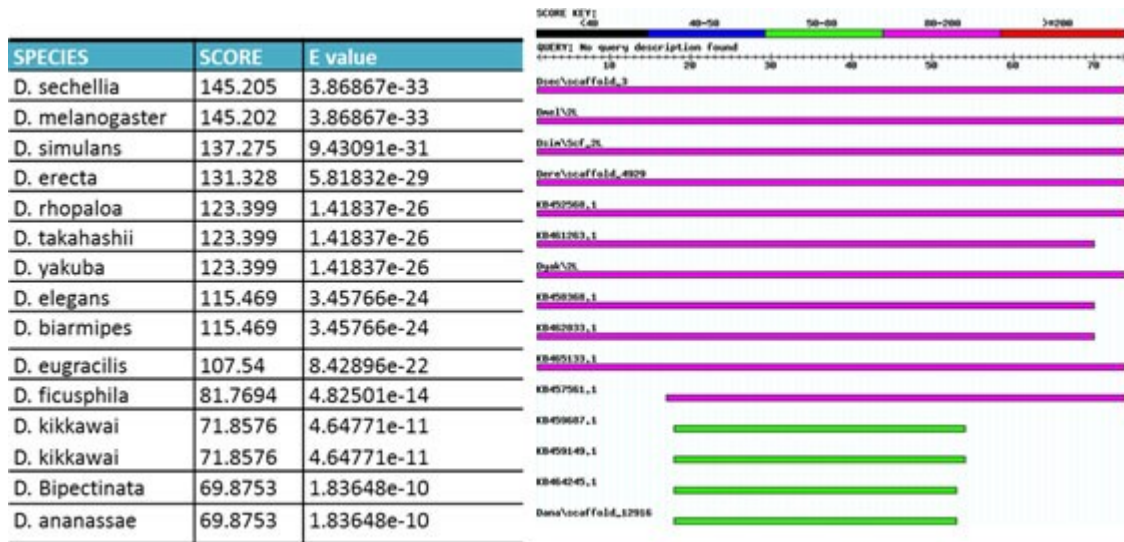 SPECIES SCORE E value
D. sechellia 145.205 3.86867e-33
D. melanogaster 145.202 3.86867e-33
D. simulans 137.275 9.43091e-31
D. erecta 131.328 5.81832e-29
D. rhopaloa 123.399 1.41837e-26
D. takahashii 123.399 1.41837e-26
D. yakuba 123.399 1.41837e-26
D. elegans 115.469 3.45766e-24
D. biarmipes 115.469 3.45766e-24
D. eugracilis 107.54 8.42896e-22
D. ficusphila 81.7694 4.82501e-14
D. kikkawai 71.8576 4.64771e-11
D. kikkawai 71.8576 4.64771e-11
D. Bipectinata 69.8753 1.83648e-10
D. ananassae 69.8753 1.83648e-10
SCORE KEY:
<40 40-50 50-80 80-200 >=200
QUERY: No query description found
10 20 30 40 50 60 70
Dsec\scaffold_3
Dmel\2L
Dsim\Scf_2L
Dere\scaffold_4929
KB452560.1
KB461263.1
Dyak\2L
KB458368.1
KB462833.1
KB465133.1
KB457561.1
KB459687.1
KB459149.1
KB464245.1
Dana\scaffold_12916